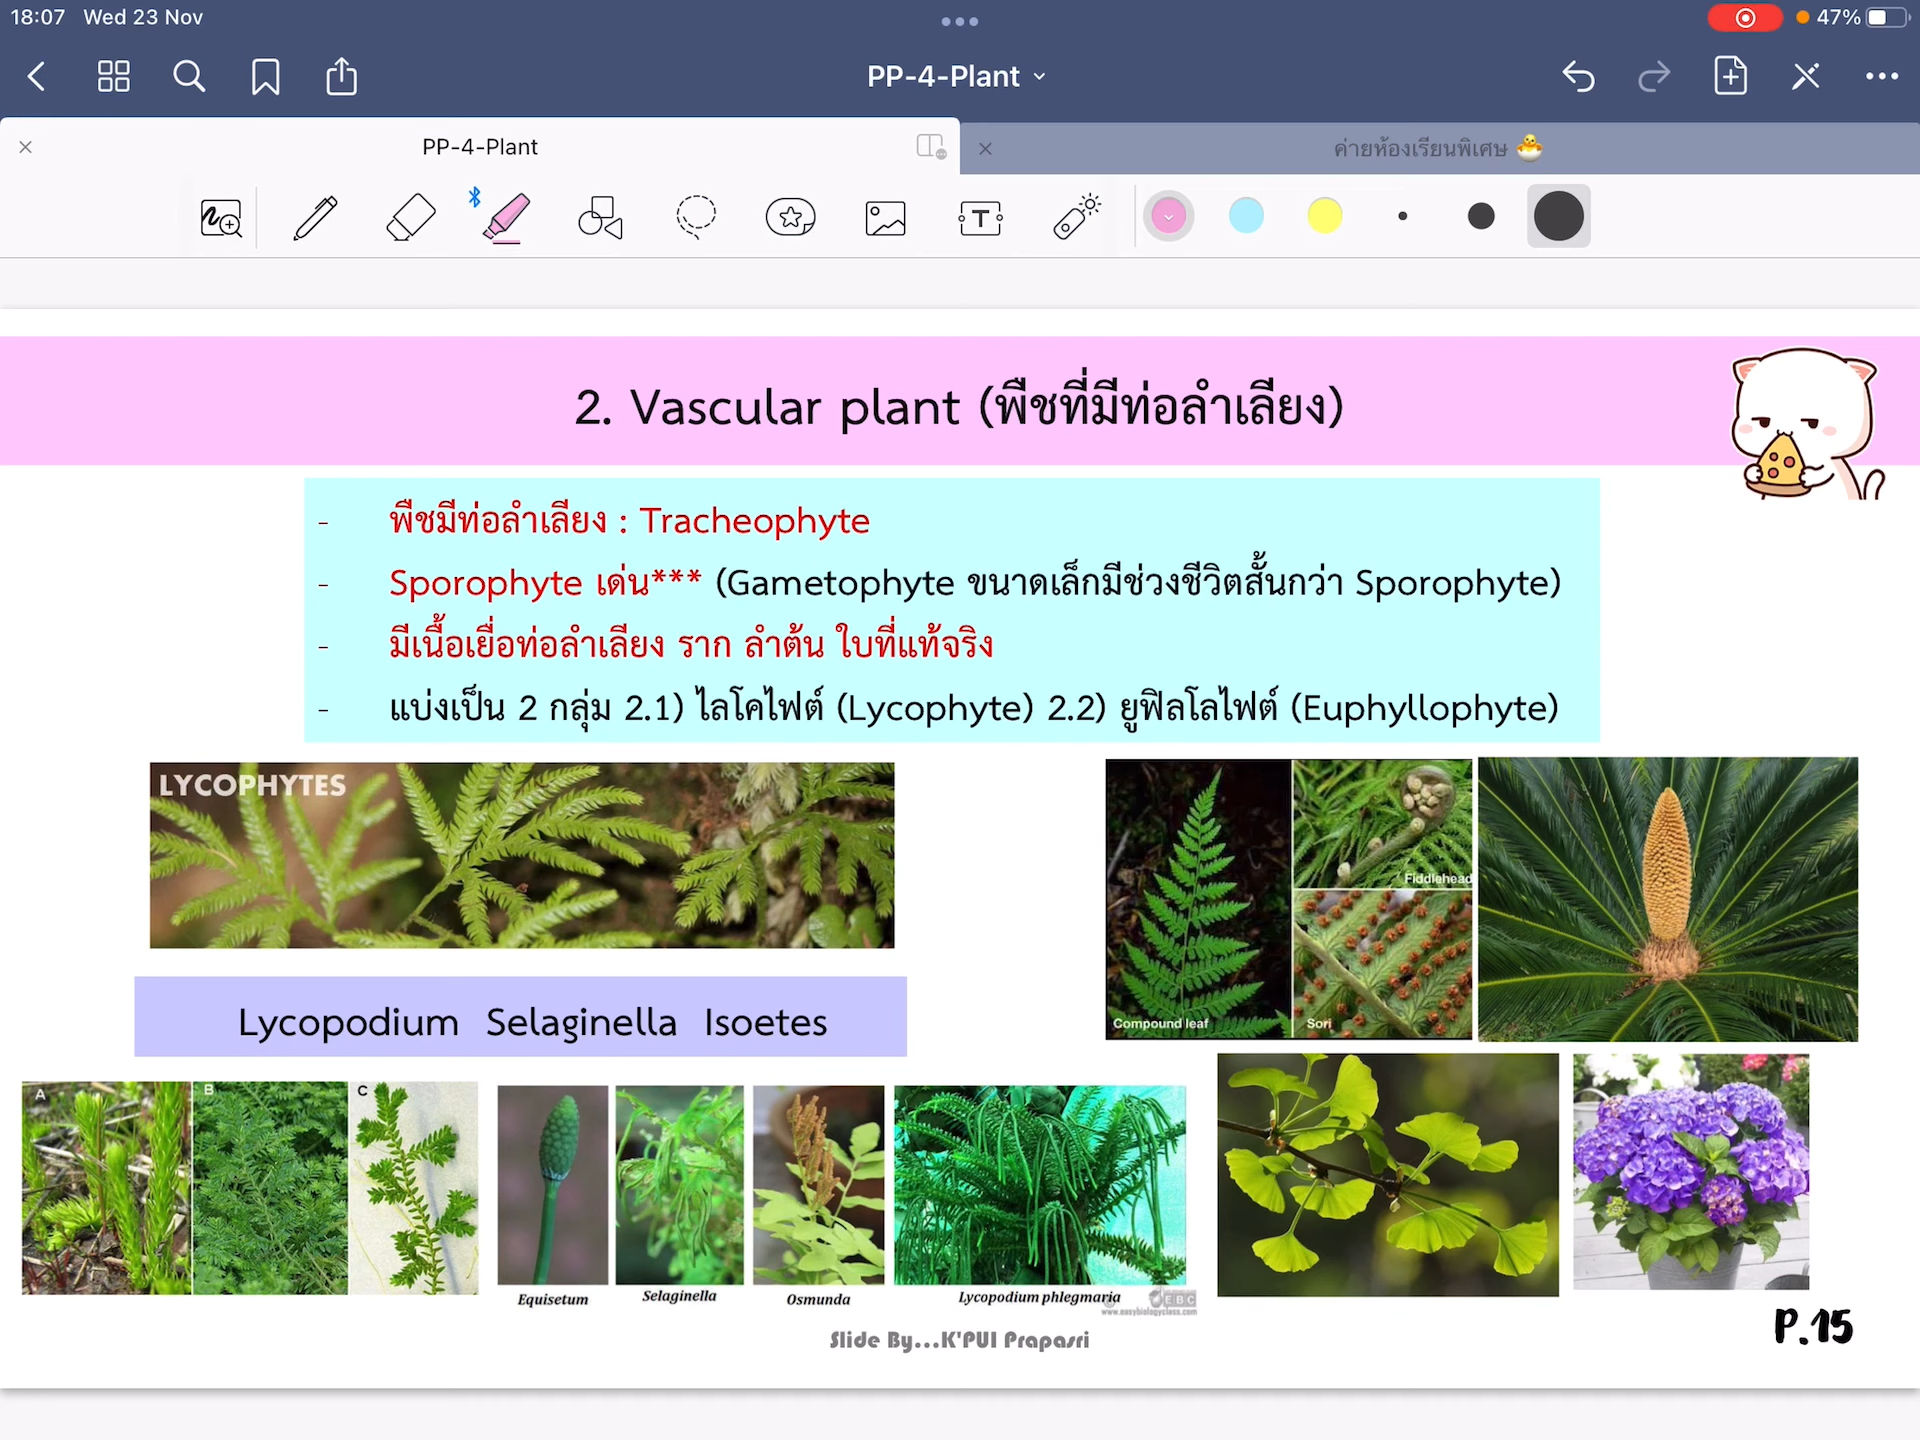 18:07 Wed 23 Nov
47%
PP-4-Plant
PP-4-Plant
ค่ายห้องเรียนพิเศษ 🐣
T
2. Vascular plant (พืชที่มีท่อลำเลียง)
- พืชมีท่อลำเลียง : Tracheophyte
- Sporophyte เด่น*** (Gametophyte ขนาดเล็กมีช่วงชีวิตสั้นกว่า Sporophyte)
- มีเนื้อเยื่อท่อลำเลียง ราก ลำต้น ใบที่แท้จริง
- แบ่งเป็น 2 กลุ่ม 2.1) ไลโคไฟต์ (Lycophyte) 2.2) ยูฟิลโลไฟต์ (Euphyllophyte)
LYCOPHYTES
Fiddlehead
Compound leaf
Sori
Lycopodium Selaginella Isoetes
A
B
C
Equisetum
Selaginella
Osmunda
Lycopodium phlegmaria
EBC
www.easybiologyclass.com
Slide By...K'PUI Prapasri
P.15